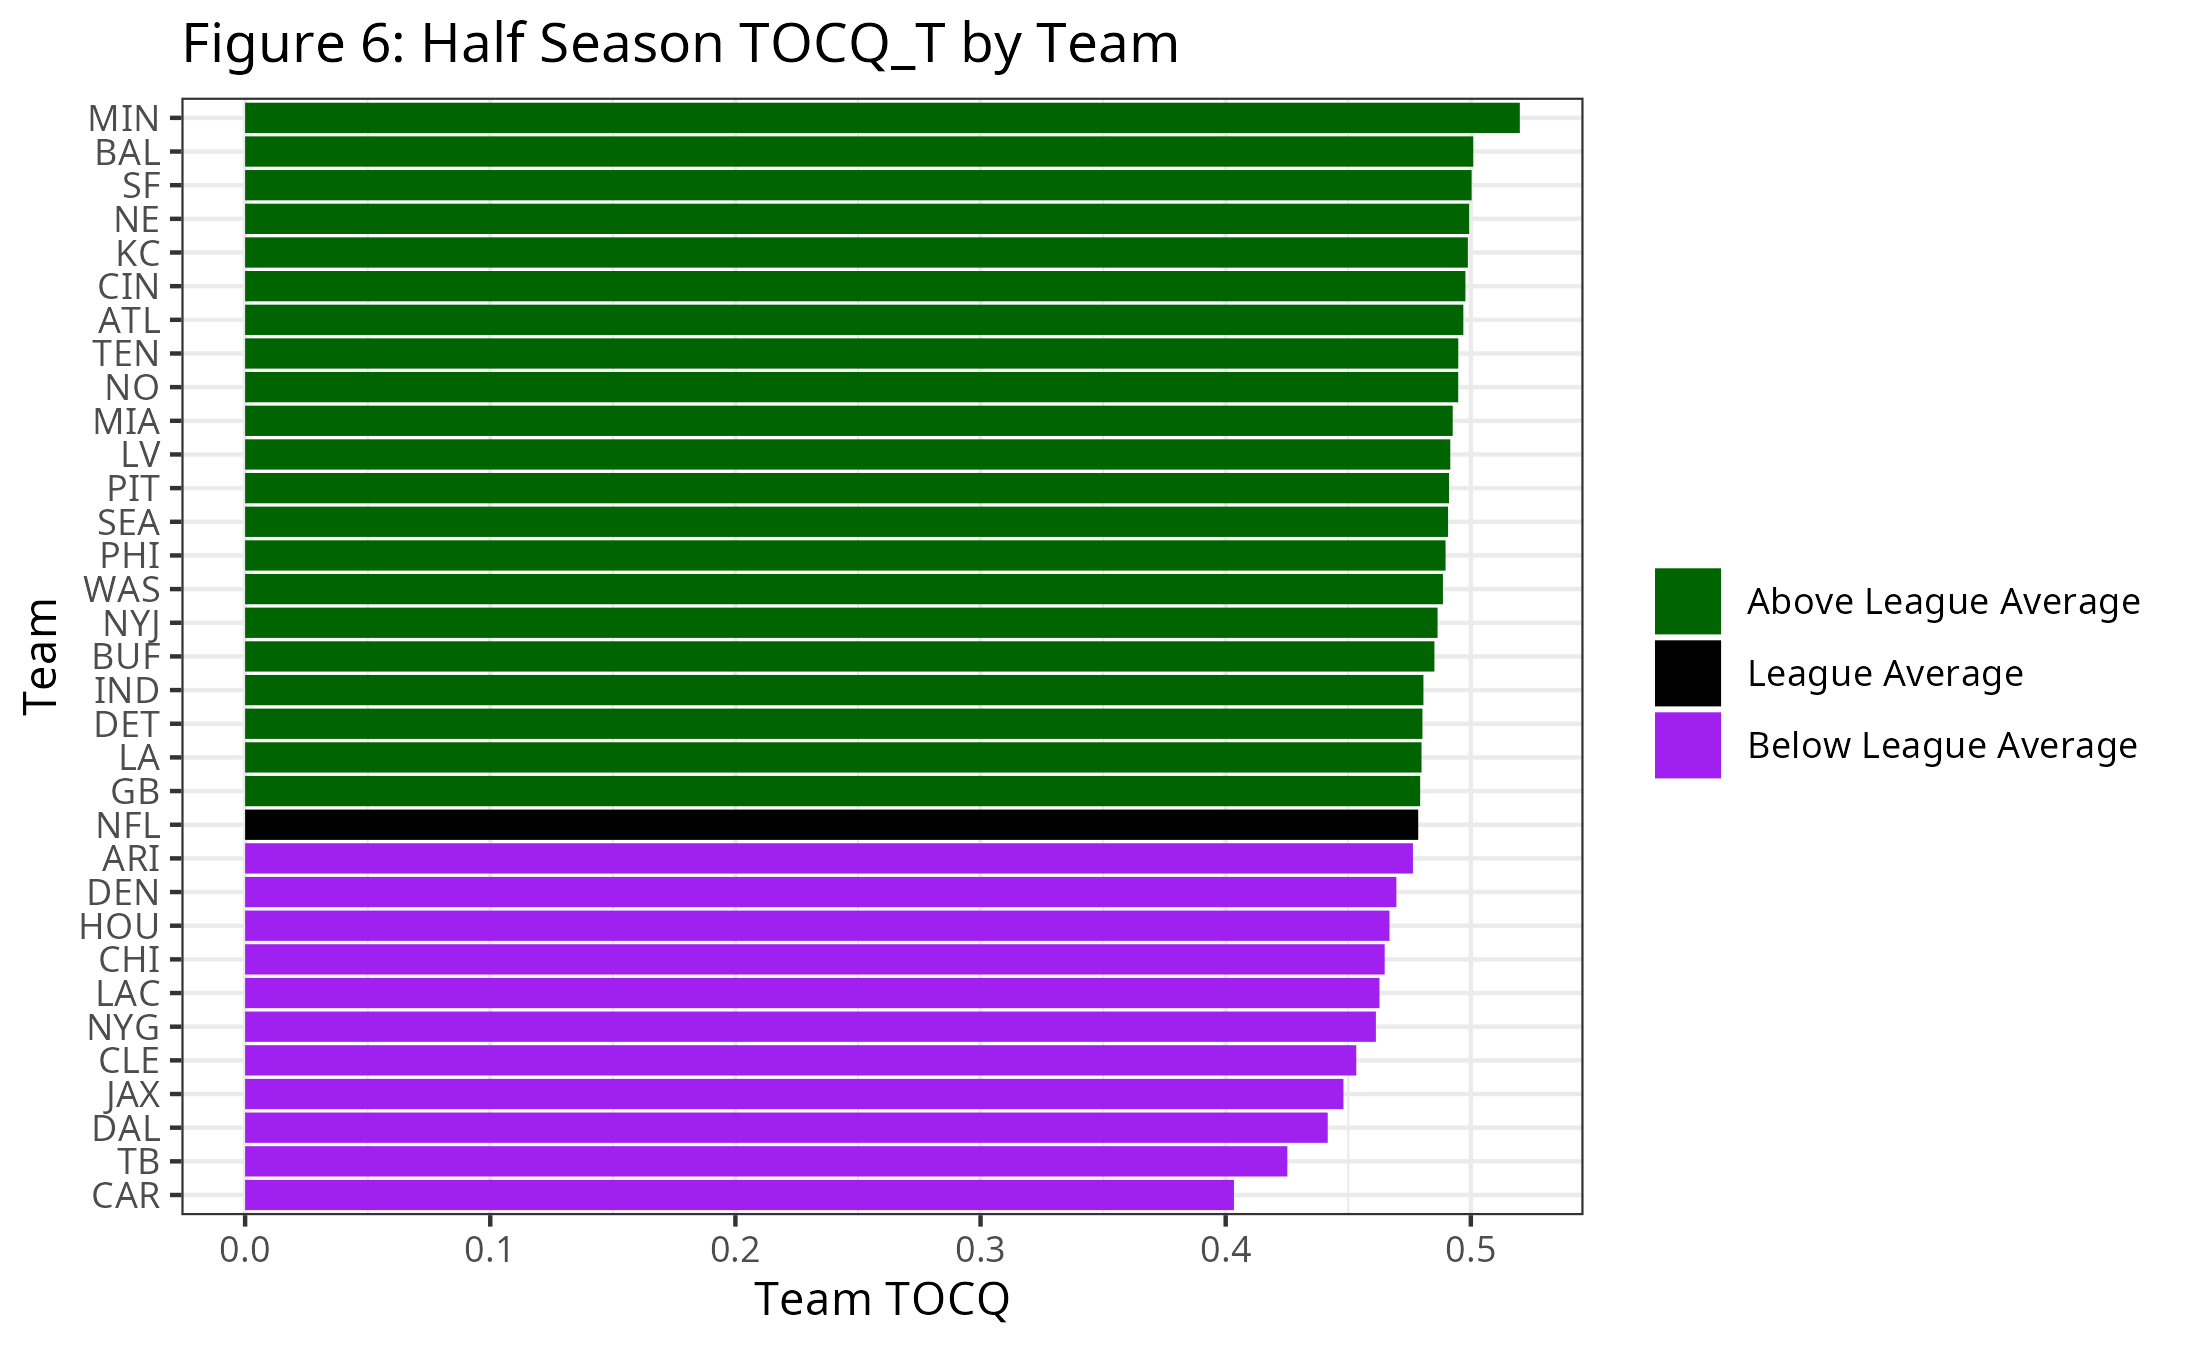 Figure 6: Half Season TOCQ_T by Team
MIN
BAL
SF
NE
KC
CIN
ATL
TEN
NO
MIA
LV
PIT
SEA
PHI
WAS
NYJ
BUF
IND
DET
LA
GB
NFL
ARI
DEN
HOU
CHI
LAC
NYG
CLE
JAX
DAL
TB
CAR
Team
0.0 0.1 0.2 0.3 0.4 0.5
Team TOCQ
Above League Average
League Average
Below League Average